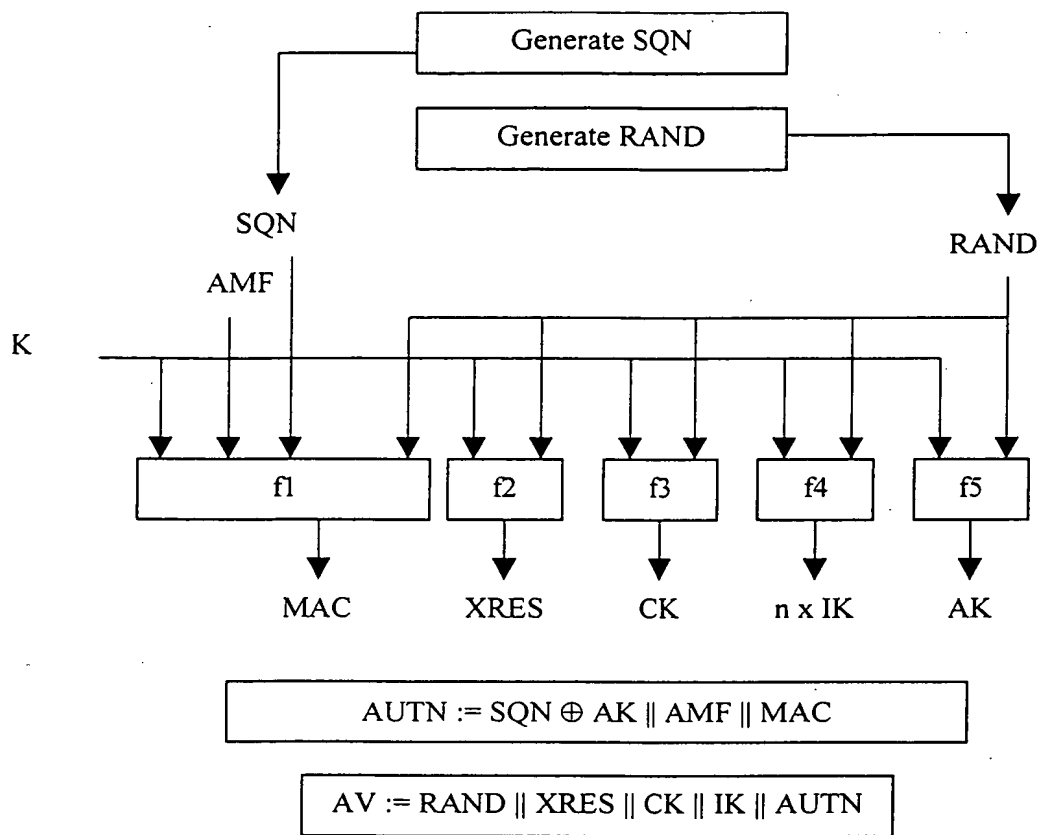 Generate SQN
Generate RAND
SQN
RAND
AMF
K
f1 f2 f3 f4 f5
MAC XRES CK n x IK AK
AUTN := SQN ⊕ AK || AMF || MAC
AV := RAND || XRES || CK || IK || AUTN